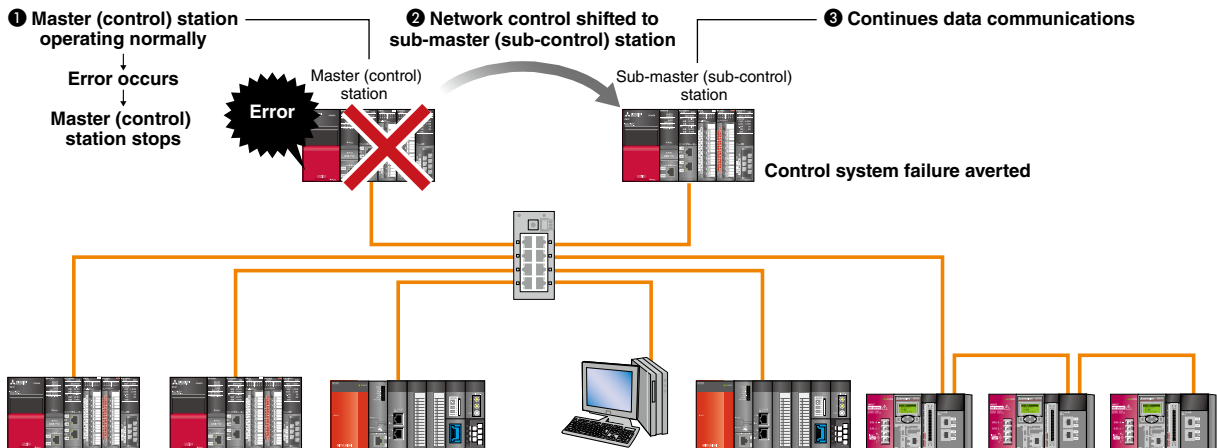 ❶ Master (control) station
operating normally
Error occurs
Master (control)
station stops
Error
Master (control)
station
❷ Network control shifted to
sub-master (sub-control) station
Sub-master (sub-control)
station
❸ Continues data communications
Control system failure averted